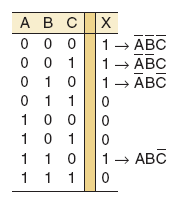 A B C X
0 0 0 1 → A̅B̅C̅
0 0 1 1 → A̅B̅C
0 1 0 1 → A̅BC̅
0 1 1 0
1 0 0 0
1 0 1 0
1 1 0 1 → ABC̅
1 1 1 0